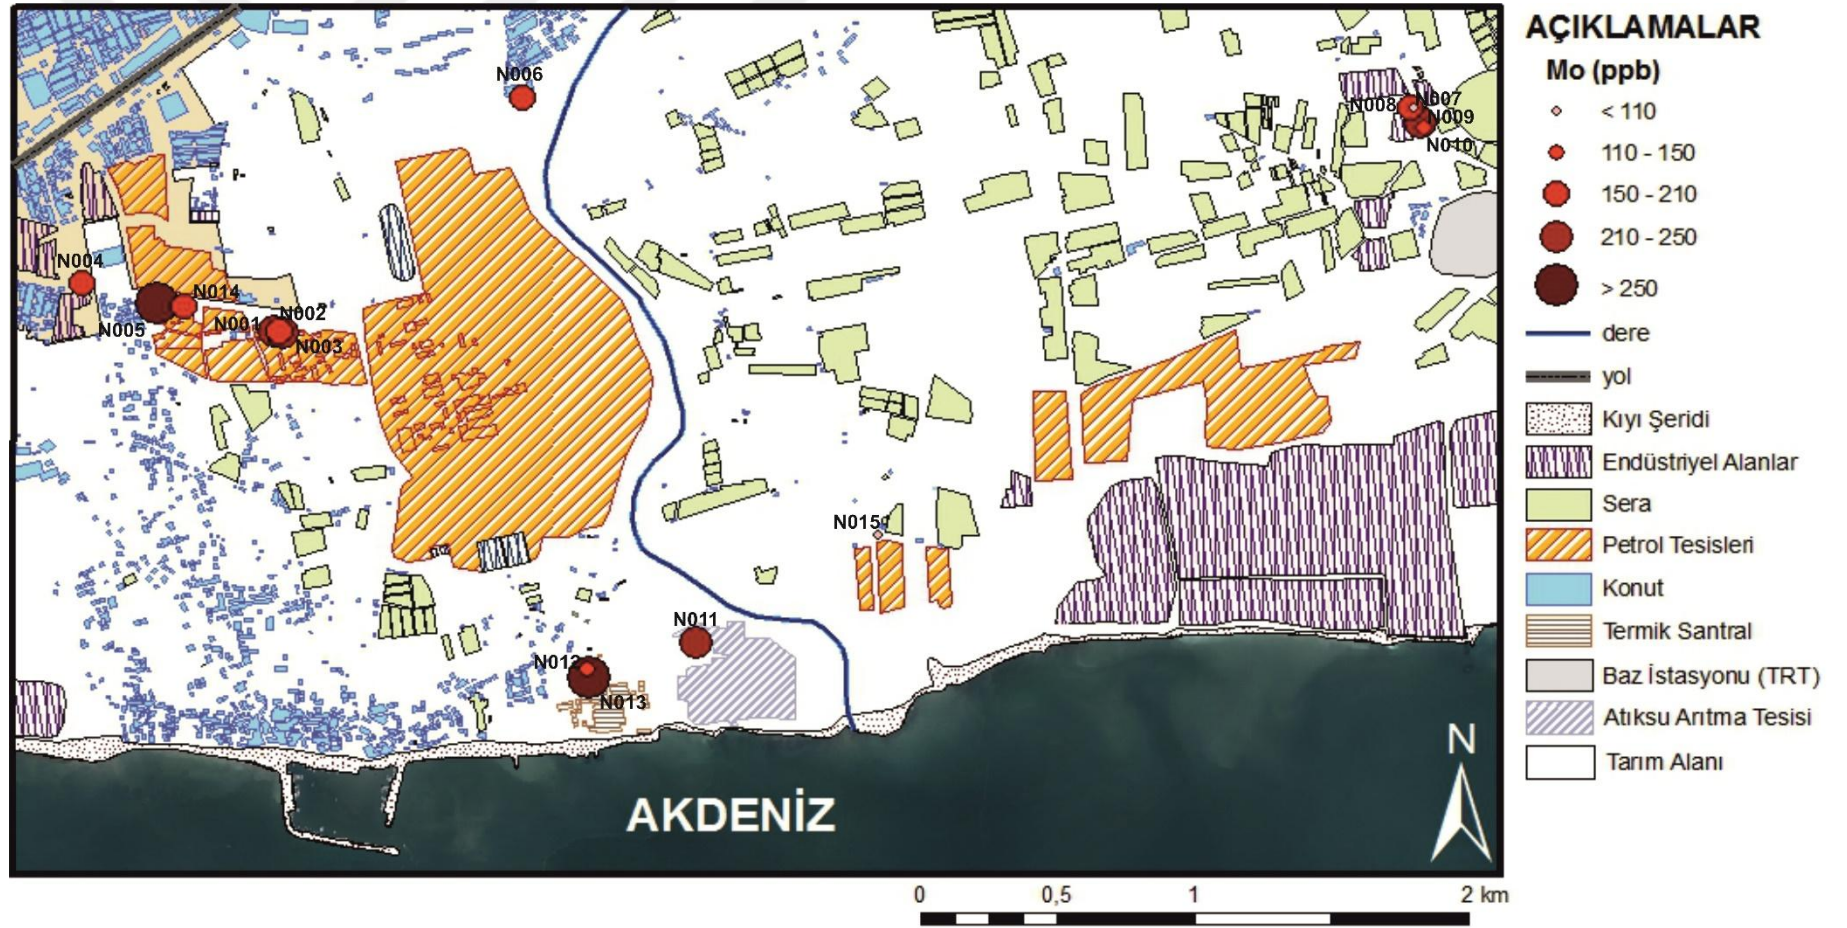 AÇIKLAMALAR
Mo (ppb)
< 110
110 - 150
150 - 210
210 - 250
> 250
dere
yol
Kıyı Şeridi
Endüstriyel Alanlar
Sera
Petrol Tesisleri
Konut
Termik Santral
Baz İstasyonu (TRT)
Atıksu Arıtma Tesisi
Tarım Alanı
N006
N008
N007
N009
N010
N004
N014
N005
N001
N002
N003
N015
N011
N012
N013
AKDENİZ
N
0 0,5 1 2 km